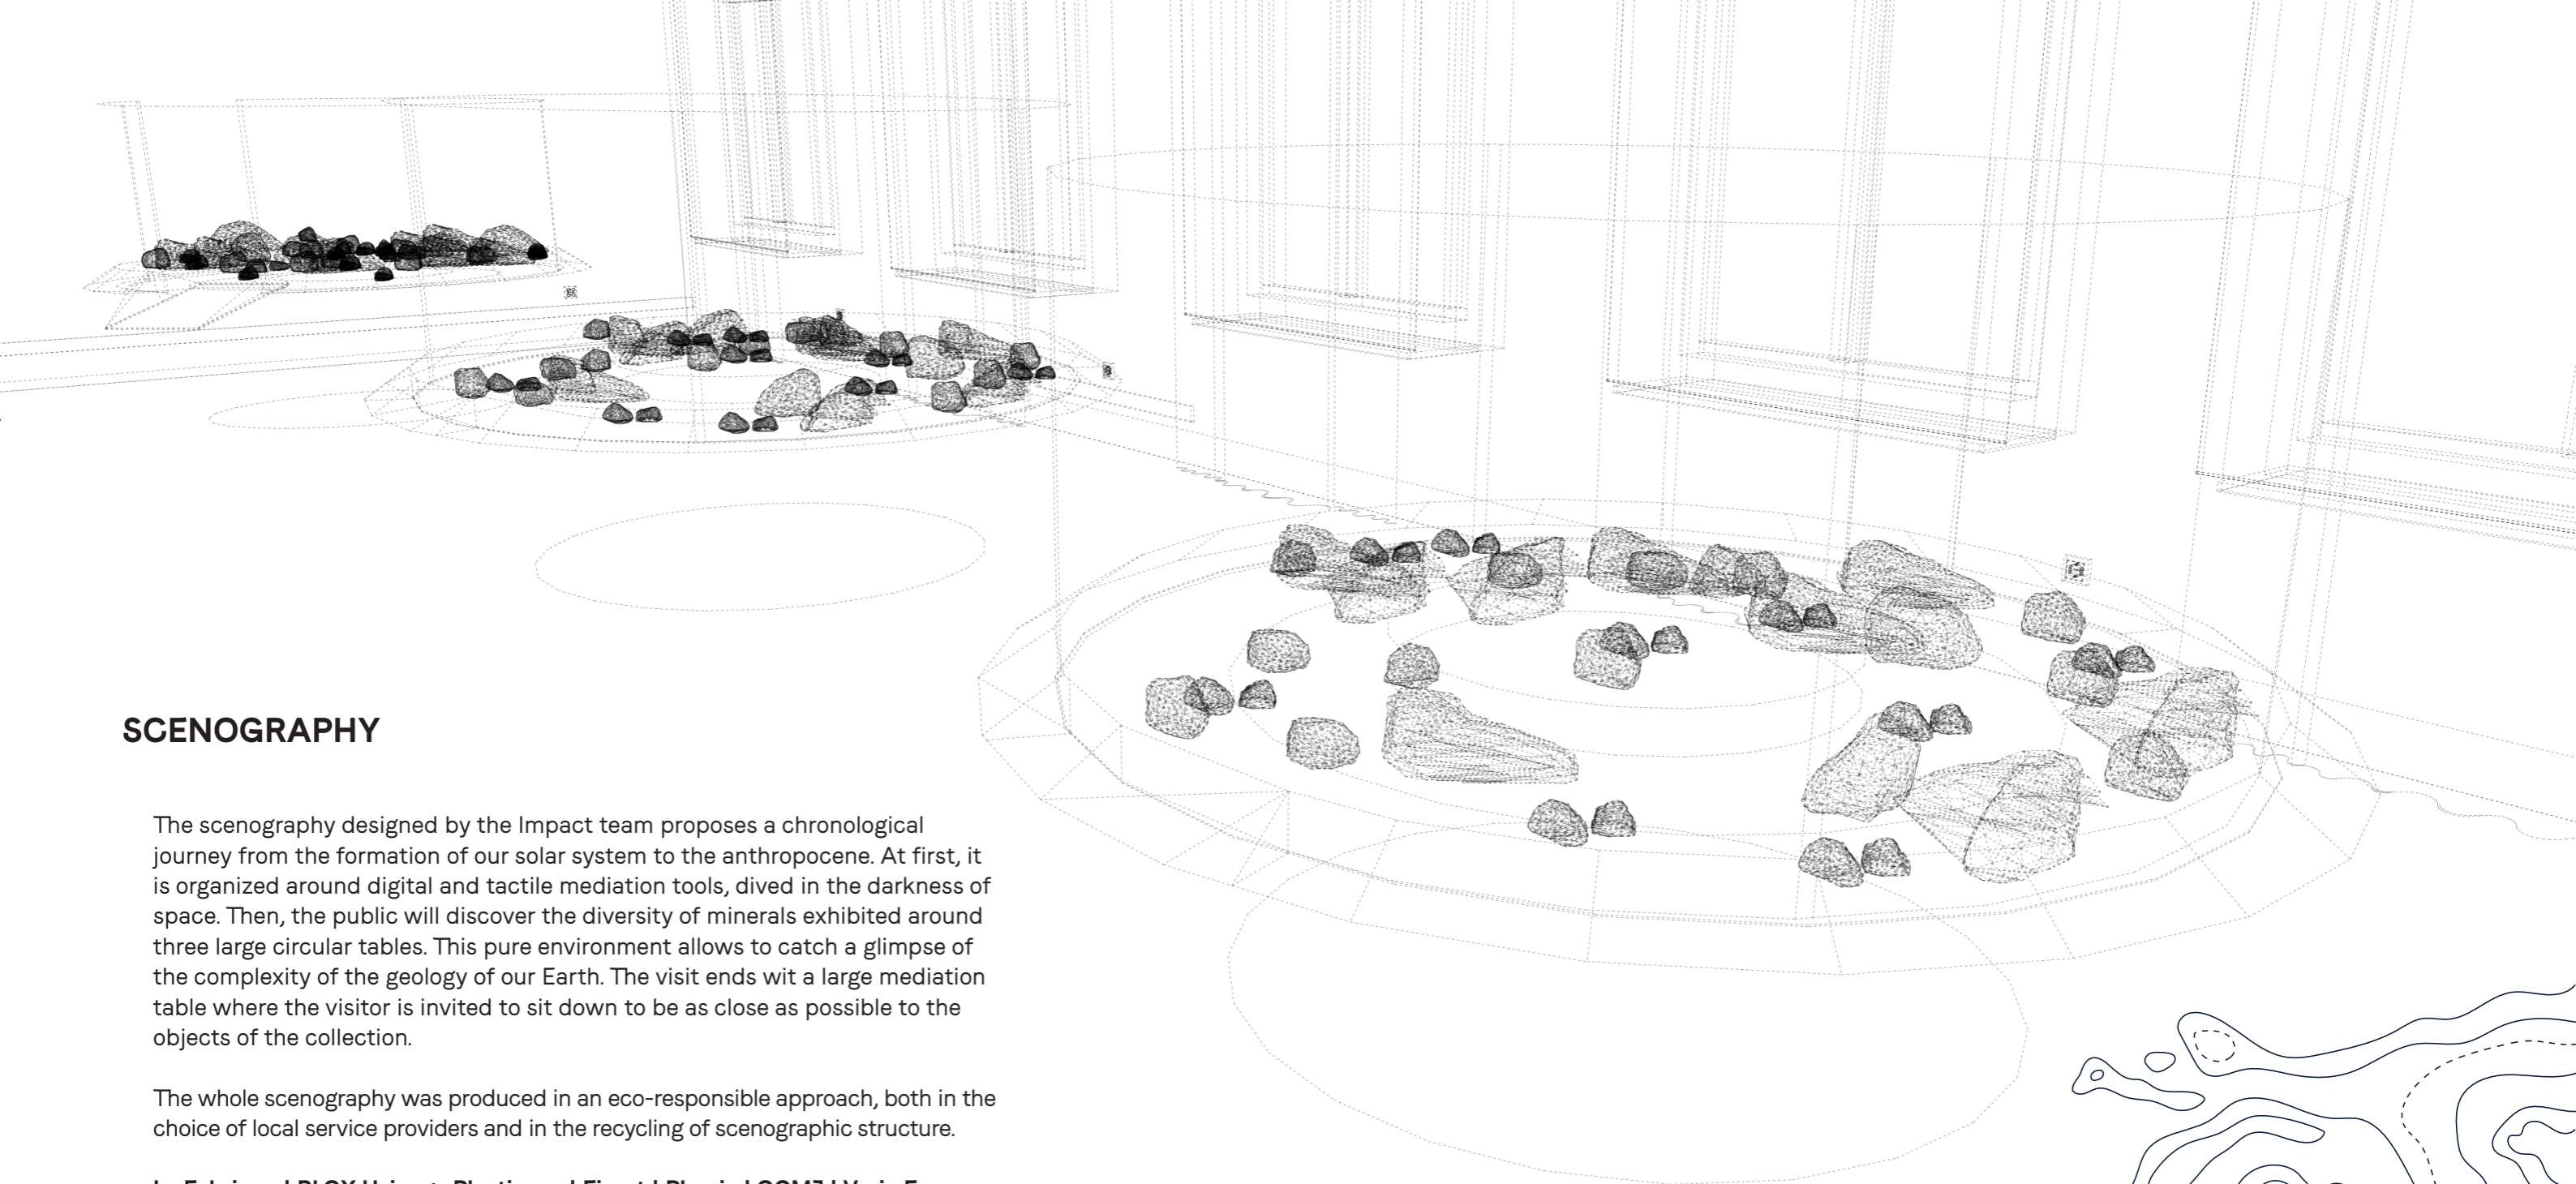 SCENOGRAPHY
The scenography designed by the Impact team proposes a chronological
journey from the formation of our solar system to the anthropocene. At first, it
is organized around digital and tactile mediation tools, dived in the darkness of
space. Then, the public will discover the diversity of minerals exhibited around
three large circular tables. This pure environment allows to catch a glimpse of
the complexity of the geology of our Earth. The visit ends wit a large mediation
table where the visitor is invited to sit down to be as close as possible to the
objects of the collection.
The whole scenography was produced in an eco-responsible approach, both in the
choice of local service providers and in the recycling of scenographic structure.